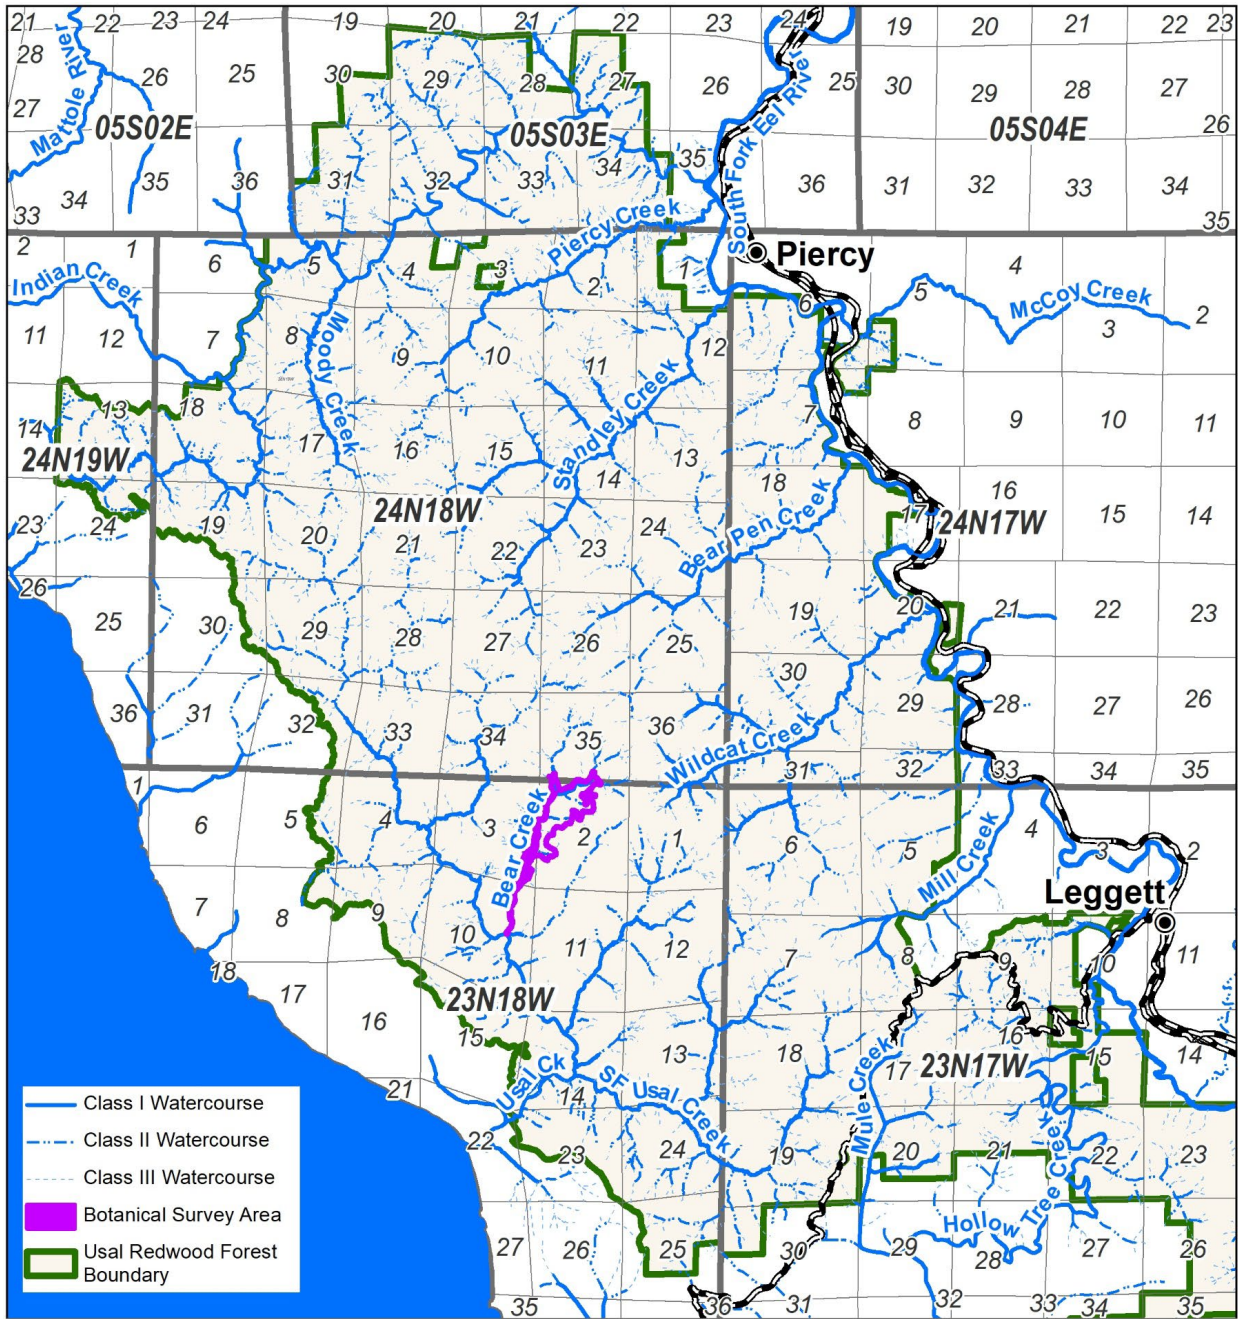 21 22 23 24 19 20 21 22 23 24 19 20 21 22 23
28 26 25 30 29 28 27 26 25 30 29 28 27
Mattole River
27 05S02E 05S03E South Fork Eel River 05S04E 26
34 35 36 31 32 33 34 35 36 31 32 33 34
33 35
Piercy Creek
2 1 6 5 4 3 2 1 Piercy 4
Indian Creek 6 5 McCoy Creek 3 2
11 12 7 8 Moody Creek 9 10 11 12
14 13 18 17 16 15 Standley Creek 14 13 7 8 9 10 11
24N19W
23 24 19 20 24N18W 21 22 23 24 18 17 16 15 14
Bear Pen Creek 24N17W
26 25 30 29 28 27 26 25 19 20 21 22 23
30 29 28 27 26
36 31 32 33 34 35 36 Wildcat Creek 31 32 33 34 35
1 6 5 4 3 Bear Creek 2 1 6 5 Mill Creek 4 3 2
Leggett
7 8 9 10 11 12 7 8 9 10 11
18 17 23N18W
16 15 13 18 Mule Creek 17 16 15 14
23N17W
21 Usal Ck 14 SF Usal Creek
22 23 24 19 20 21 Hollow Tree Creek 22 23
27 26 25 30 29 28 27 26
35 36 31 32 33 34 35
Class I Watercourse
Class II Watercourse
Class III Watercourse
Botanical Survey Area
Usal Redwood Forest
Boundary